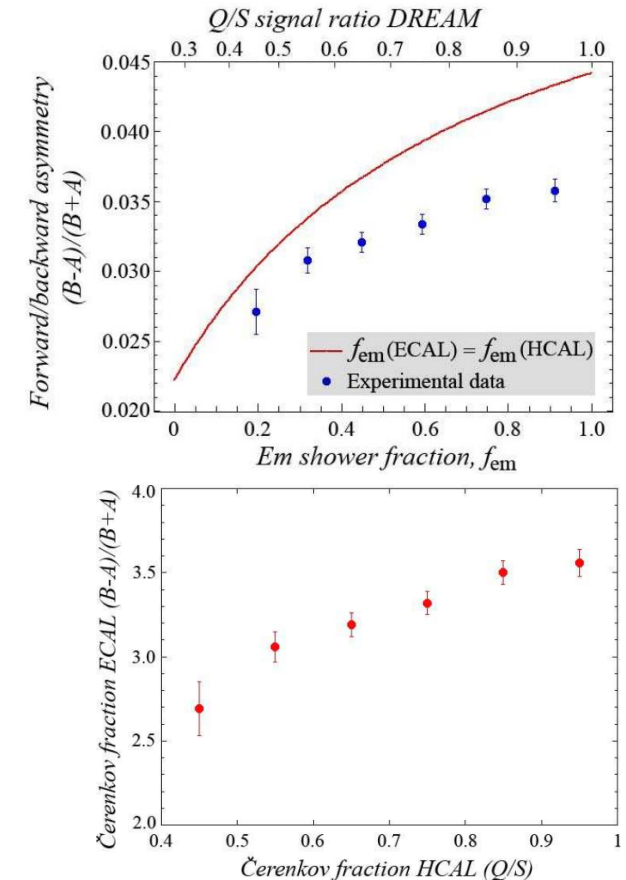 Q/S signal ratio DREAM
0.3 0.4 0.5 0.6 0.7 0.8 0.9 1.0
0.045
0.040
0.035
0.030
0.025
0.020
Forward/backward asymmetry
(B-A)/(B+A)
fem(ECAL) = fem(HCAL)
Experimental data
0 0.2 0.4 0.6 0.8 1.0
Em shower fraction, fem
4.0
3.5
3.0
2.5
2.0
Čerenkov fraction ECAL (B-A)/(B+A)
0.4 0.5 0.6 0.7 0.8 0.9 1
Čerenkov fraction HCAL (Q/S)